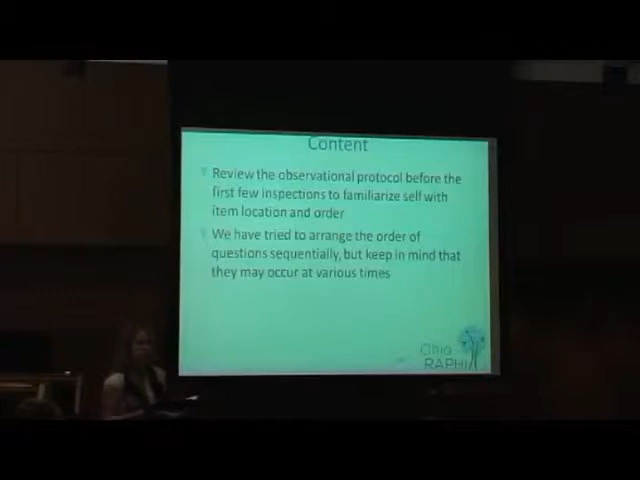 Content
Review the observational protocol before the
first few inspections to familiarize self with
item location and order
We have tried to arrange the order of
questions sequentially, but keep in mind that
they may occur at various times
Ohio
RAPHI